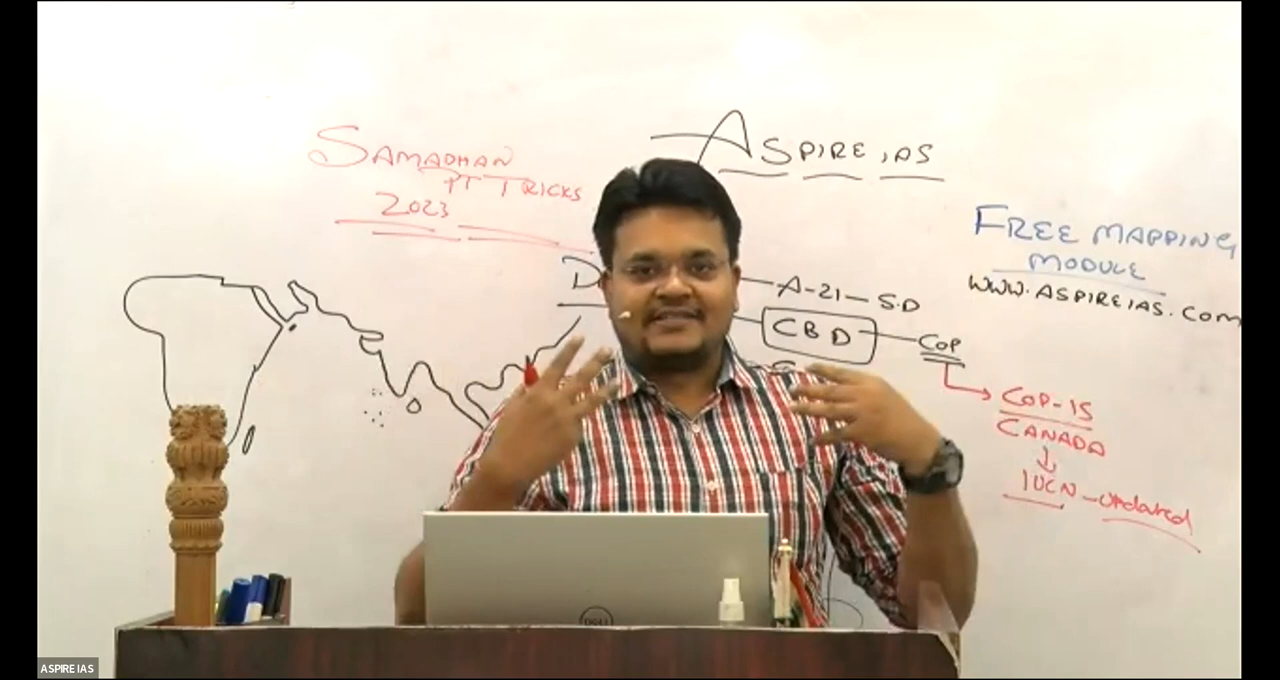 ASPIRE IAS
SAMADHAN
PT TRICKS
2023
FREE MAPPING
MODULE
WWW.ASPIREIAS.COM
A-21-S.D
CBD
COP
COP-15
CANADA
IUCN-updated
DELL
ASPIRE IAS